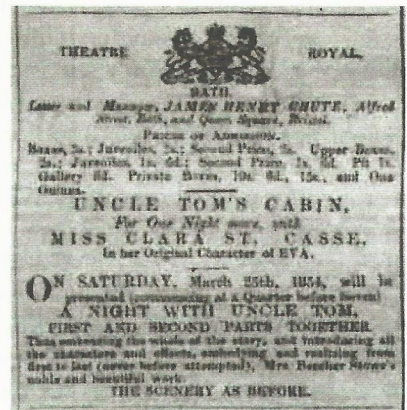 THEATRE ROYAL,
BATH.
Lessee and Manager, JAMES HENRY CHUTE, Alfred
Street, Bath, and Queen Square, Bristol.
PRICES OF ADMISSION.
Boxes, 3s.; Juveniles, 2s.; Second Price, 2s. Upper Boxes,
2s.; Juveniles, 1s. 6d.; Second Price, 1s. 6d. Pit 1s.
Gallery 6d. Private Boxes, 10s. 6d., 15s., and One
Guinea.
UNCLE TOM'S CABIN,
For One Night more, with
MISS CLARA ST. CASSE,
In her Original Character of EVA.
ON SATURDAY, March 25th, 1854, will be
presented (commencing at a Quarter before Seven)
A NIGHT WITH UNCLE TOM,
FIRST AND SECOND PARTS TOGETHER.
Thus embracing the whole of the story, and introducing all
the characters and effects, embodying and realizing from
first to last (never before attempted), Mrs. Beecher Stowe's
noble and beautiful work.
THE SCENERY AS BEFORE.